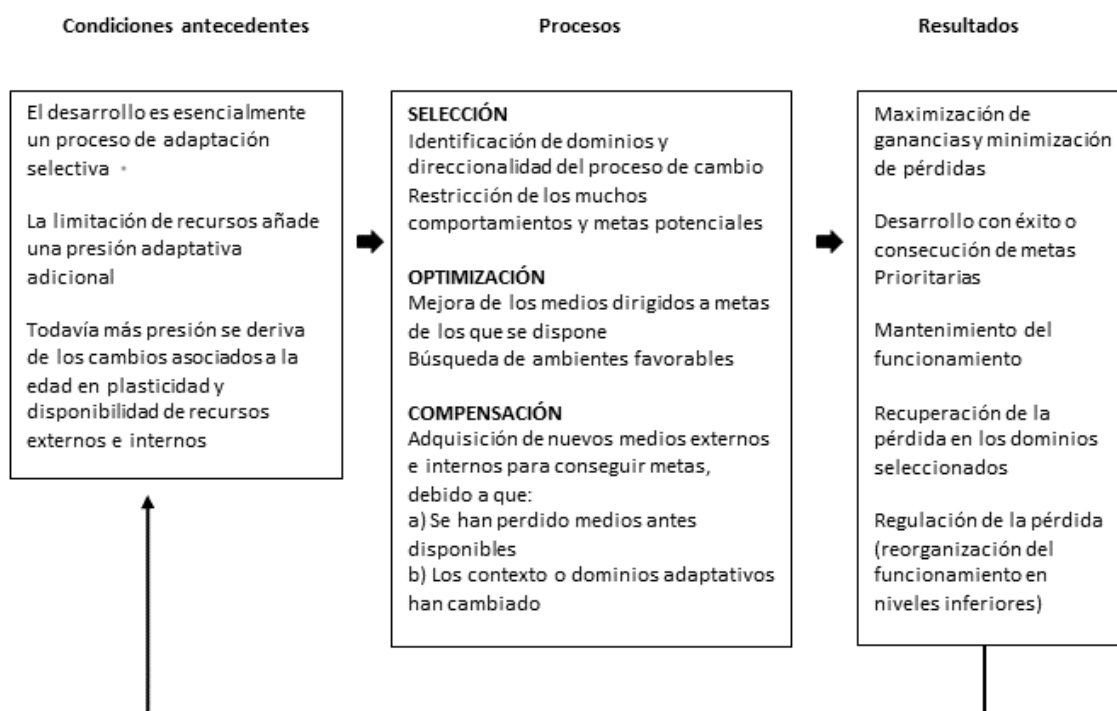 Condiciones antecedentes
Procesos
Resultados
El desarrollo es esencialmente
un proceso de adaptación
selectiva
La limitación de recursos añade
una presión adaptativa
adicional
Todavía más presión se deriva
de los cambios asociados a la
edad en plasticidad y
disponibilidad de recursos
externos e internos
SELECCIÓN
Identificación de dominios y
direccionalidad del proceso de cambio
Restricción de los muchos
comportamientos y metas potenciales
OPTIMIZACIÓN
Mejora de los medios dirigidos a metas
de los que se dispone
Búsqueda de ambientes favorables
COMPENSACIÓN
Adquisición de nuevos medios externos
e internos para conseguir metas,
debido a que:
a) Se han perdido medios antes
disponibles
b) Los contexto o dominios adaptativos
han cambiado
Maximización de
ganancias y minimización
de pérdidas
Desarrollo con éxito o
consecución de metas
Prioritarias
Mantenimiento del
funcionamiento
Recuperación de la
pérdida en los dominios
seleccionados
Regulación de la pérdida
(reorganización del
funcionamiento en
niveles inferiores)